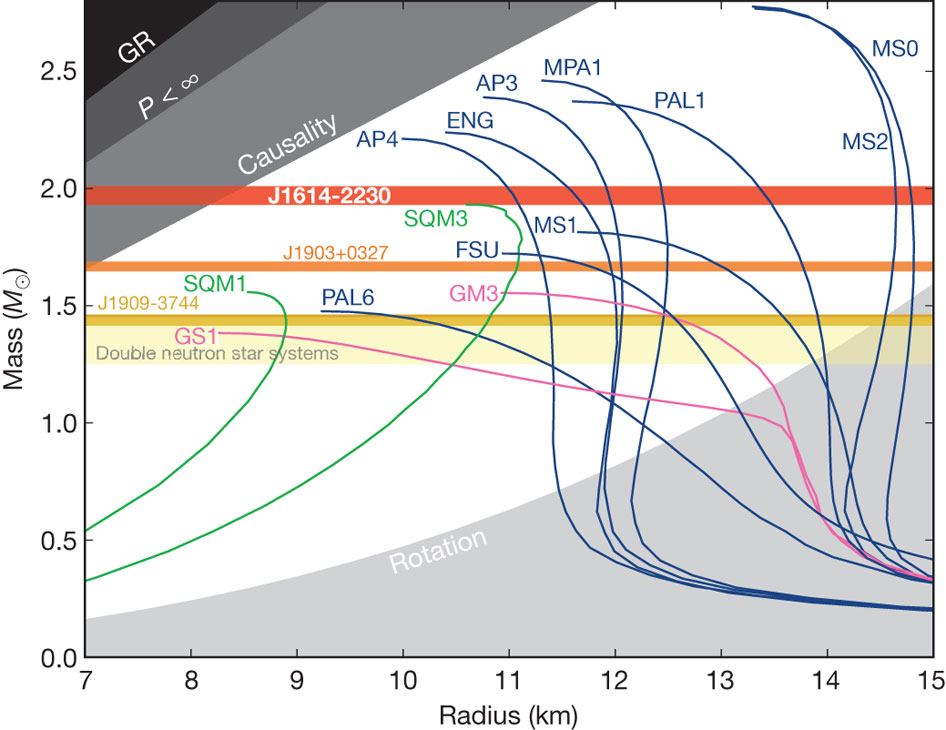 GR
P < ∞
Causality
AP4
ENG
AP3
MPA1
PAL1
MS0
MS2
J1614-2230
SQM3
MS1
J1903+0327
FSU
SQM1
PAL6
GM3
J1909-3744
GS1
Double neutron star systems
Rotation
Mass (M☉)
2.5
2.0
1.5
1.0
0.5
0.0
7 8 9 10 11 12 13 14 15
Radius (km)